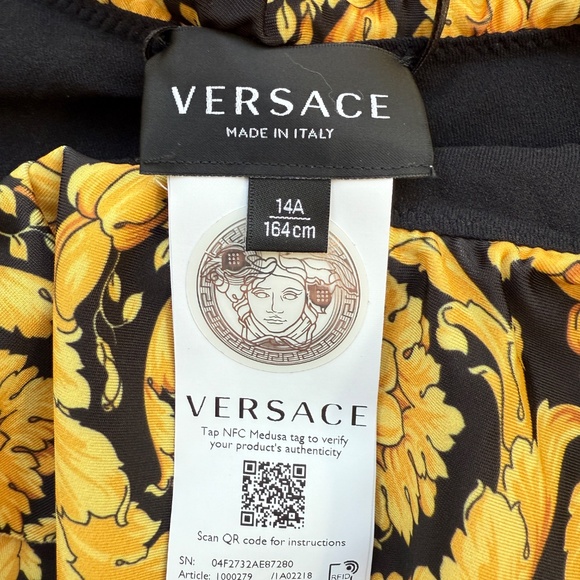 VERSACE
MADE IN ITALY
14A
164cm
VERSACE
Tap NFC Medusa tag to verify
your product's authenticity
Scan QR code for instructions
SN: 04F2732AEB7280
Article: 1000279 /1A02218
RFID